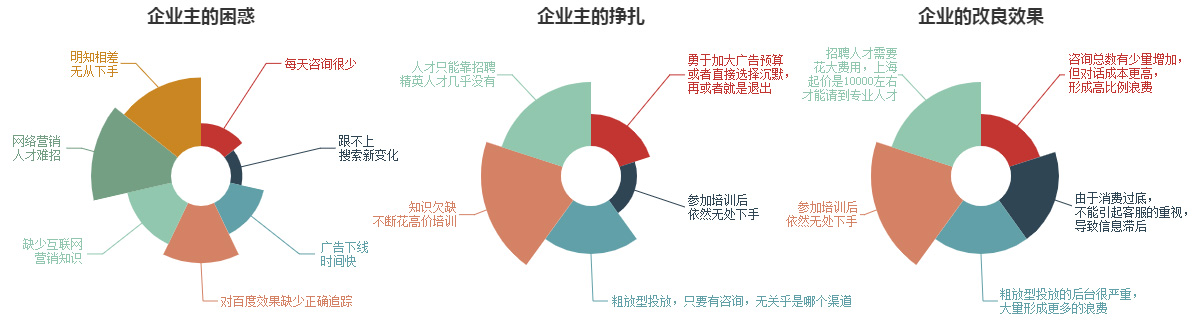 企业主的困惑
明知相差
无从下手
每天咨询很少
网络营销
人才难招
跟不上
搜索新变化
缺少互联网
营销知识
广告下线
时间快
对百度效果缺少正确追踪
企业主的挣扎
人才只能靠招聘
精英人才几乎没有
勇于加大广告预算
或者直接选择沉默，
再或者就是退出
知识欠缺
不断花高价培训
参加培训后
依然无处下手
粗放型投放，只要有咨询，无关乎是哪个渠道
企业的改良效果
招聘人才需要
花大费用，上海
起价是10000左右
才能请到专业人才
咨询总数有少量增加，
但对话成本更高，
形成高比例浪费
参加培训后
依然无处下手
由于消费过底，
不能引起客服的重视，
导致信息滞后
粗放型投放的后台很严重，
大量形成更多的浪费